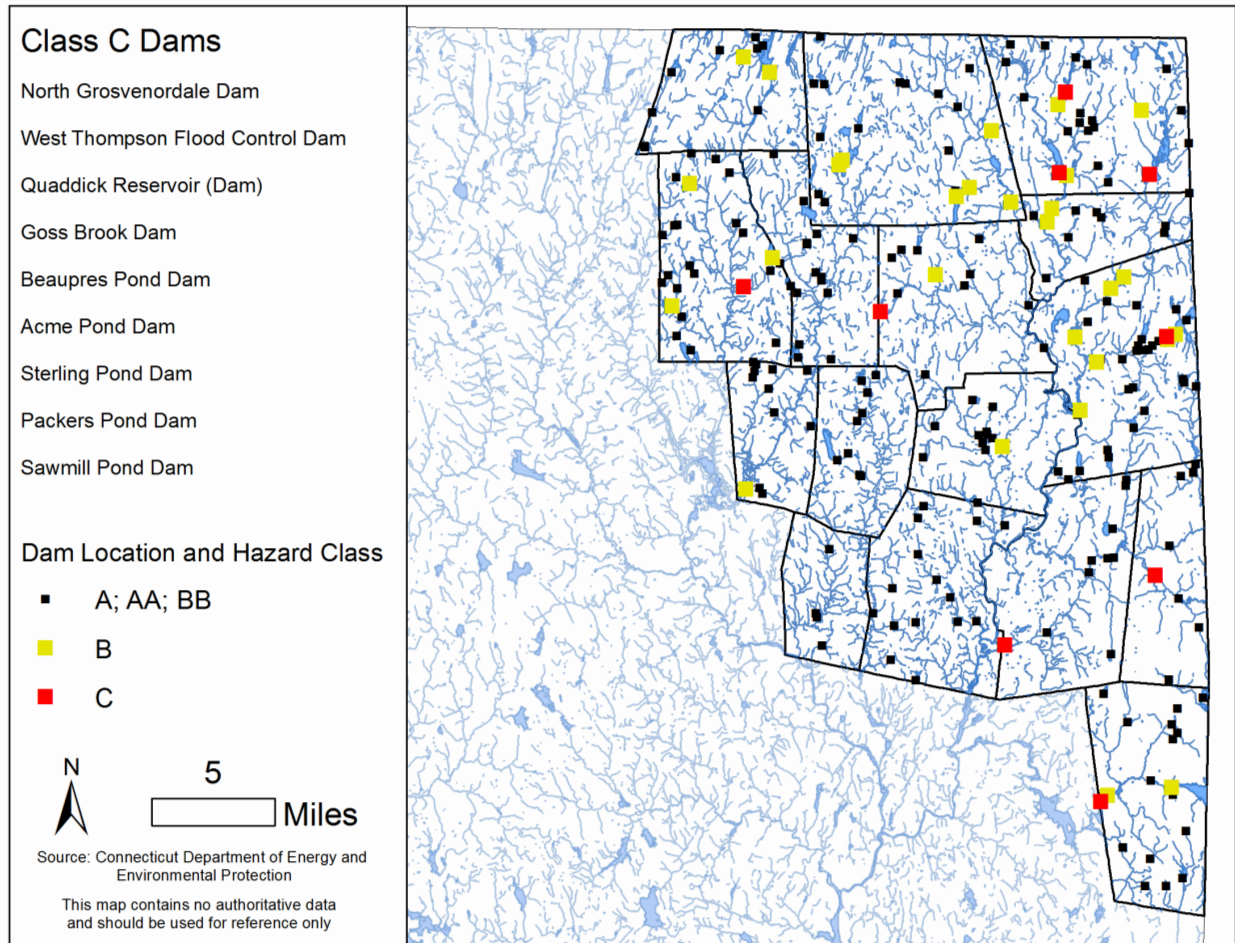 Class C Dams
North Grosvenordale Dam
West Thompson Flood Control Dam
Quaddick Reservoir (Dam)
Goss Brook Dam
Beaupres Pond Dam
Acme Pond Dam
Sterling Pond Dam
Packers Pond Dam
Sawmill Pond Dam
Dam Location and Hazard Class
A; AA; BB
B
C
N
5
Miles
Source: Connecticut Department of Energy and
Environmental Protection
This map contains no authoritative data
and should be used for reference only